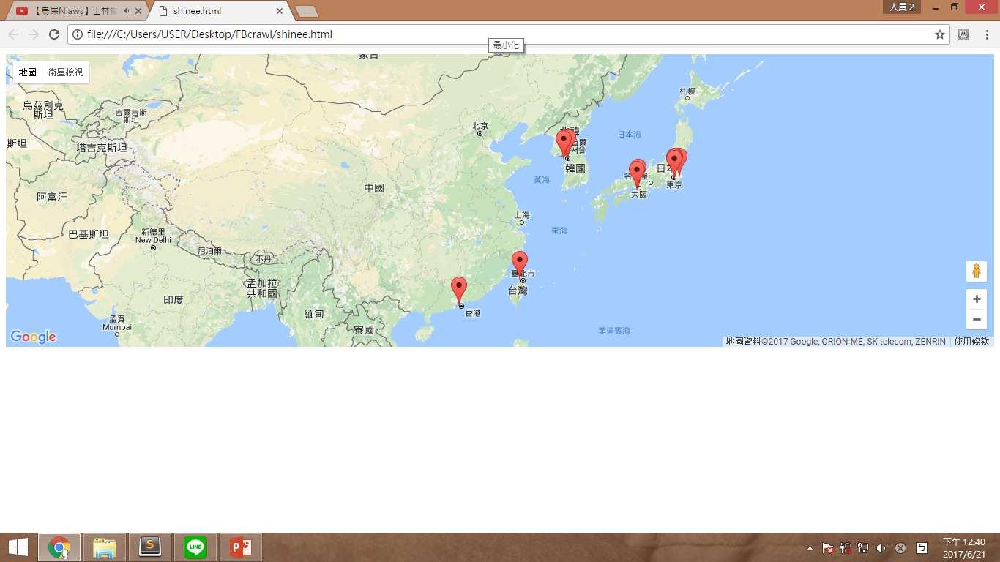 【鳥屎Niaws】士林
shinee.html
人員 2
file:///C:/Users/USER/Desktop/FBcrawl/shinee.html
最小化
地圖
衛星檢視
蒙古
札幌
烏茲別克
斯坦
吉爾吉斯
斯坦
北京
北韓
日本海
斯坦
塔吉克斯坦
首爾
서울
韓國
日本
名古屋
黃海
東京
中國
阿富汗
大阪
上海
巴基斯坦
新德里
New Delhi
東海
尼泊爾
不丹
臺北市
孟加拉
共和國
台灣
印度
緬甸
香港
孟買
Mumbai
寮國
菲律賓海
Google
地圖資料©2017 Google, ORION-ME, SK telecom, ZENRIN
使用條款
S
LINE
P
下午 12:40
2017/6/21